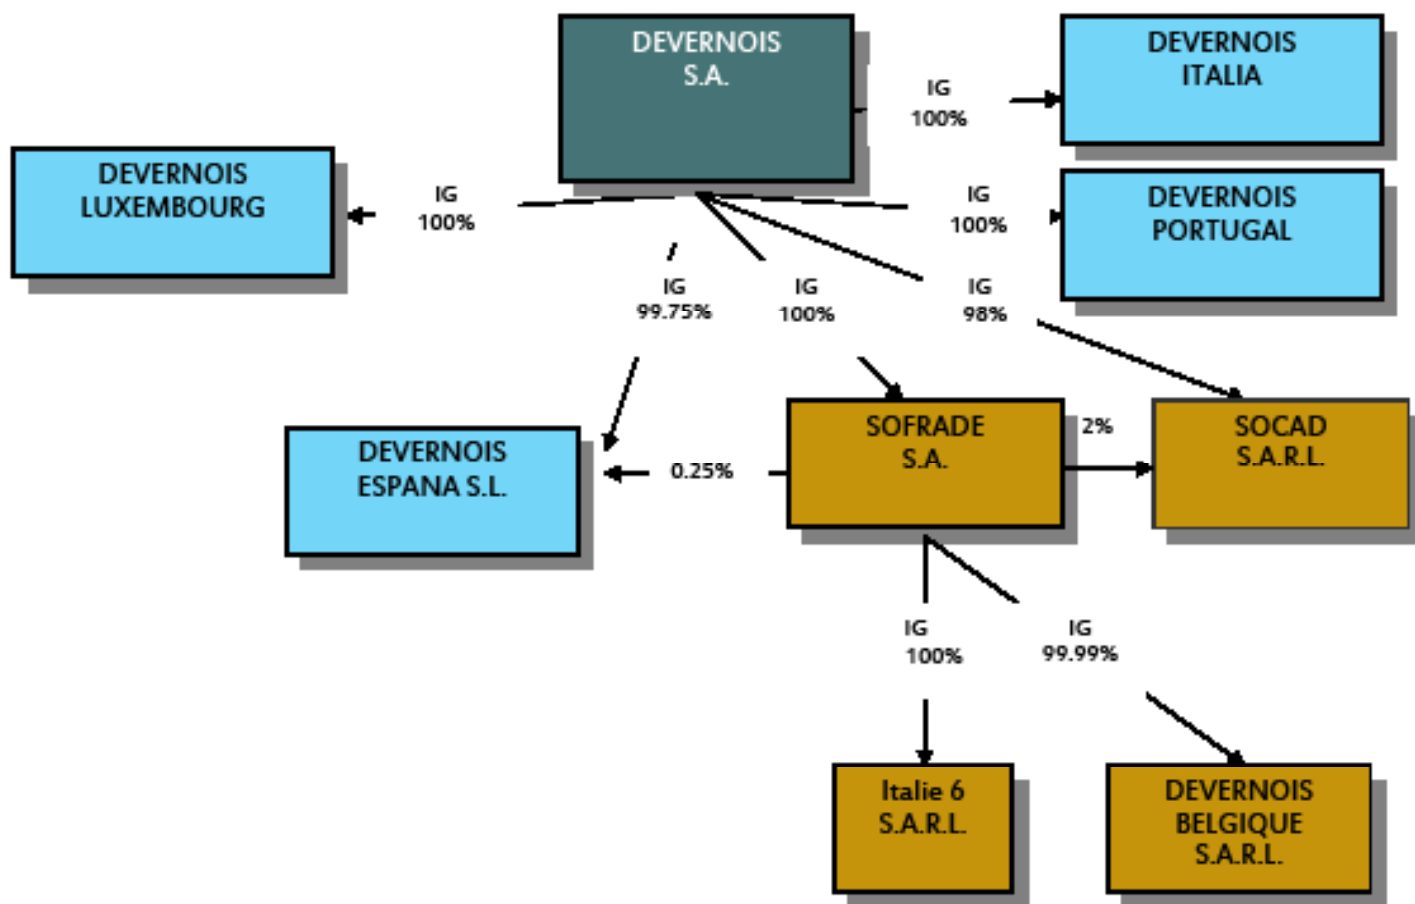 DEVERNOIS
S.A.
IG
100%
DEVERNOIS
ITALIA
DEVERNOIS
LUXEMBOURG
IG
100%
IG
100%
DEVERNOIS
PORTUGAL
IG
99.75%
IG
100%
IG
98%
DEVERNOIS
ESPANA S.L.
0.25%
SOFRADE
S.A.
2%
SOCAD
S.A.R.L.
IG
100%
IG
99.99%
Italie 6
S.A.R.L.
DEVERNOIS
BELGIQUE
S.A.R.L.